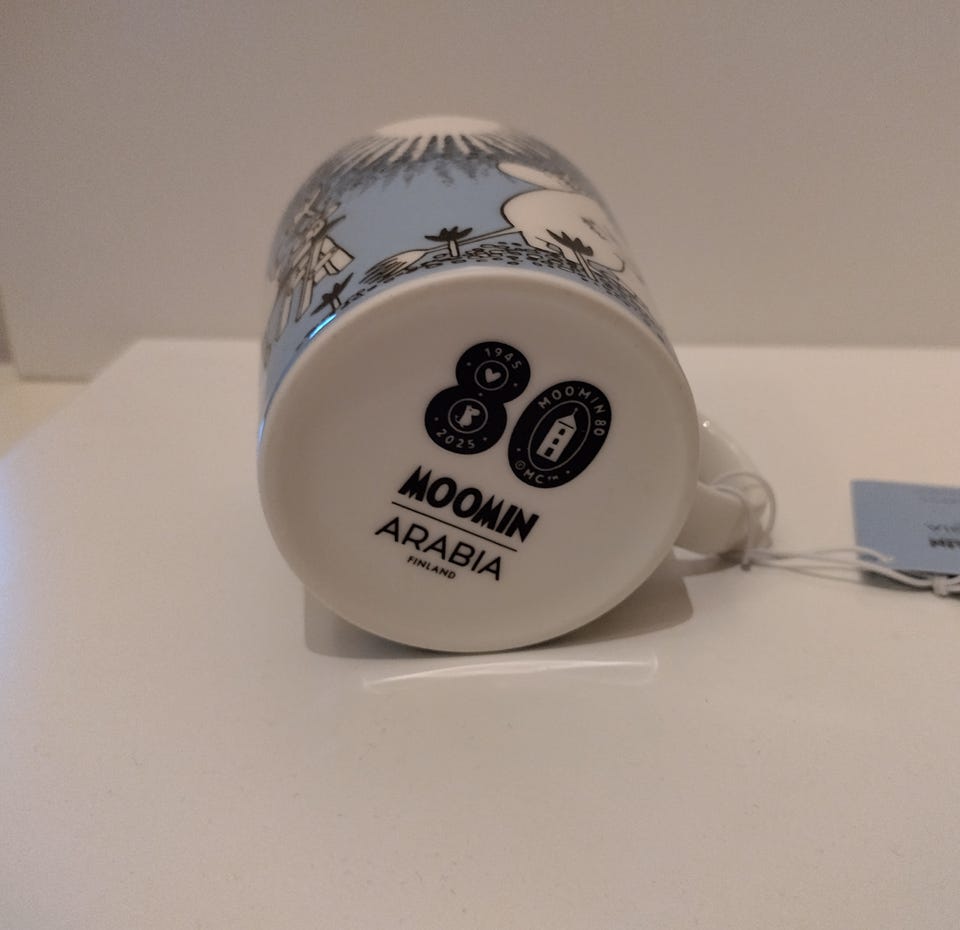 1945
80
2025
MOOMIN 80
© MC™
MOOMIN
ARABIA
FINLAND